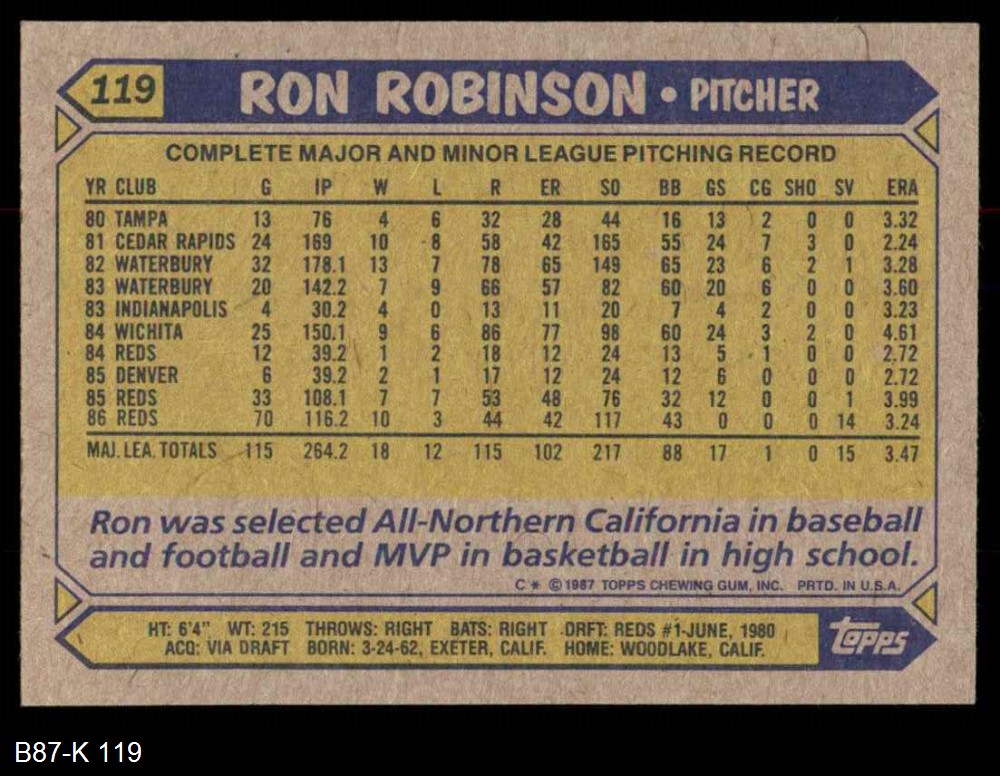 119 RON ROBINSON • PITCHER
COMPLETE MAJOR AND MINOR LEAGUE PITCHING RECORD
YR CLUB G IP W L R ER SO BB GS CG SHO SV ERA
80 TAMPA 13 76 4 6 32 28 44 16 13 2 0 0 3.32
81 CEDAR RAPIDS 24 169 10 8 58 42 165 55 24 7 3 0 2.24
82 WATERBURY 32 178.1 13 7 78 65 149 65 23 6 2 1 3.28
83 WATERBURY 20 142.2 7 9 66 57 82 60 20 6 0 0 3.60
83 INDIANAPOLIS 4 30.2 4 0 13 11 20 7 4 2 0 0 3.23
84 WICHITA 25 150.1 9 6 86 77 98 60 24 3 2 0 4.61
84 REDS 12 39.2 1 2 18 12 24 13 5 1 0 0 2.72
85 DENVER 6 39.2 2 1 17 12 24 12 6 0 0 0 2.72
85 REDS 33 108.1 7 7 53 48 76 32 12 0 0 1 3.99
86 REDS 70 116.2 10 3 44 42 117 43 0 0 0 14 3.24
MAJ. LEA. TOTALS 115 264.2 18 12 115 102 217 88 17 1 0 15 3.47
Ron was selected All-Northern California in baseball
and football and MVP in basketball in high school.
C * © 1987 TOPPS CHEWING GUM, INC. PRTD. IN U.S.A.
HT: 6'4" WT: 215 THROWS: RIGHT BATS: RIGHT DRFT: REDS #1-JUNE, 1980
ACQ: VIA DRAFT BORN: 3-24-62, EXETER, CALIF. HOME: WOODLAKE, CALIF.
topps
B87-K 119